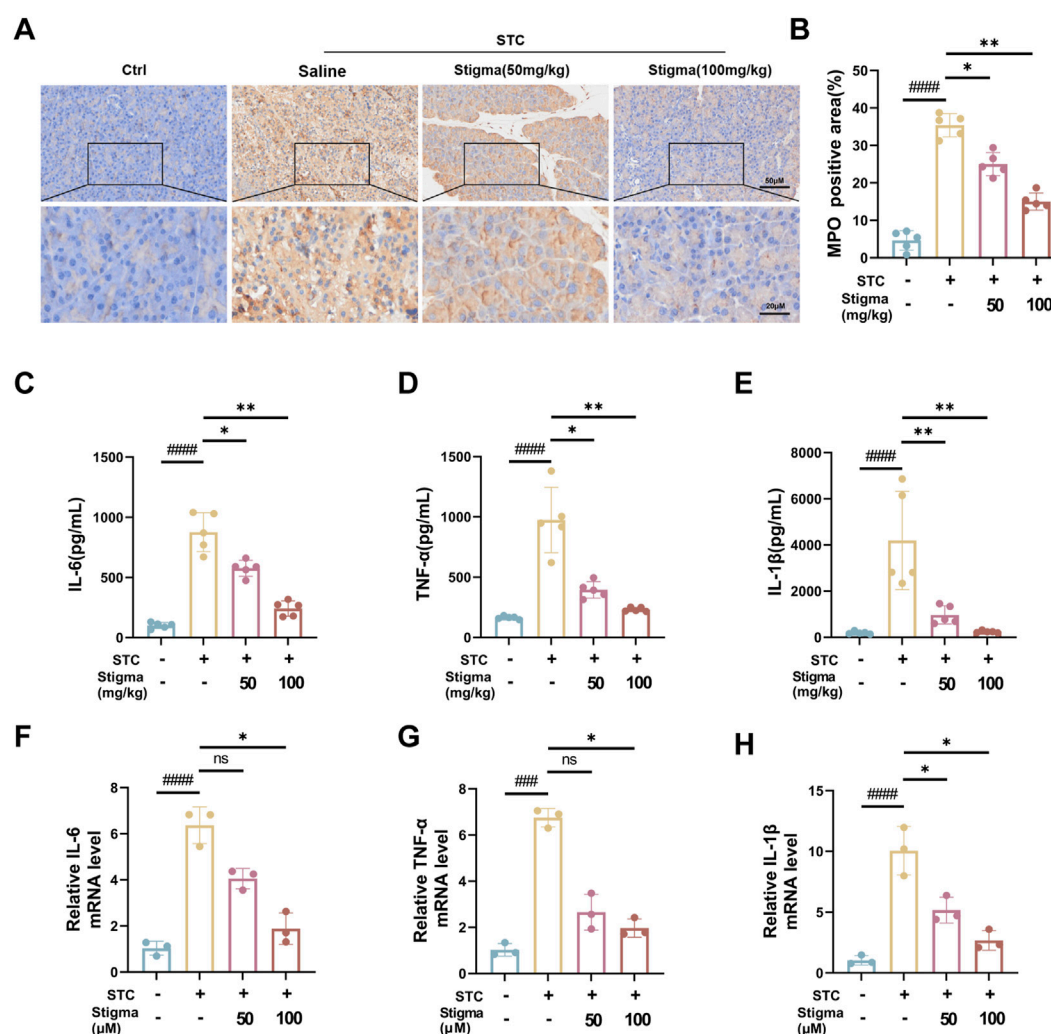 A
STC
Ctrl
Saline
Stigma(50mg/kg)
Stigma(100mg/kg)
50μM
20μM
B
MPO positive area(%)
50
40
30
20
10
0
####
*
**
STC - + + +
Stigma - - 50 100
(mg/kg)
C
IL-6(pg/mL)
1500
1000
500
0
####
*
**
STC - + + +
Stigma - - 50 100
(mg/kg)
D
TNF-α(pg/mL)
1500
1000
500
0
####
*
**
STC - + + +
Stigma - - 50 100
(mg/kg)
E
IL-1β(pg/mL)
8000
6000
4000
2000
0
####
**
**
STC - + + +
Stigma - - 50 100
(mg/kg)
F
Relative IL-6
mRNA level
8
6
4
2
0
####
ns
*
STC - + + +
Stigma - - 50 100
(μM)
G
Relative TNF-α
mRNA level
8
6
4
2
0
###
ns
*
STC - + + +
Stigma - - 50 100
(μM)
H
Relative IL-1β
mRNA level
15
10
5
0
####
*
*
STC - + + +
Stigma - - 50 100
(μM)